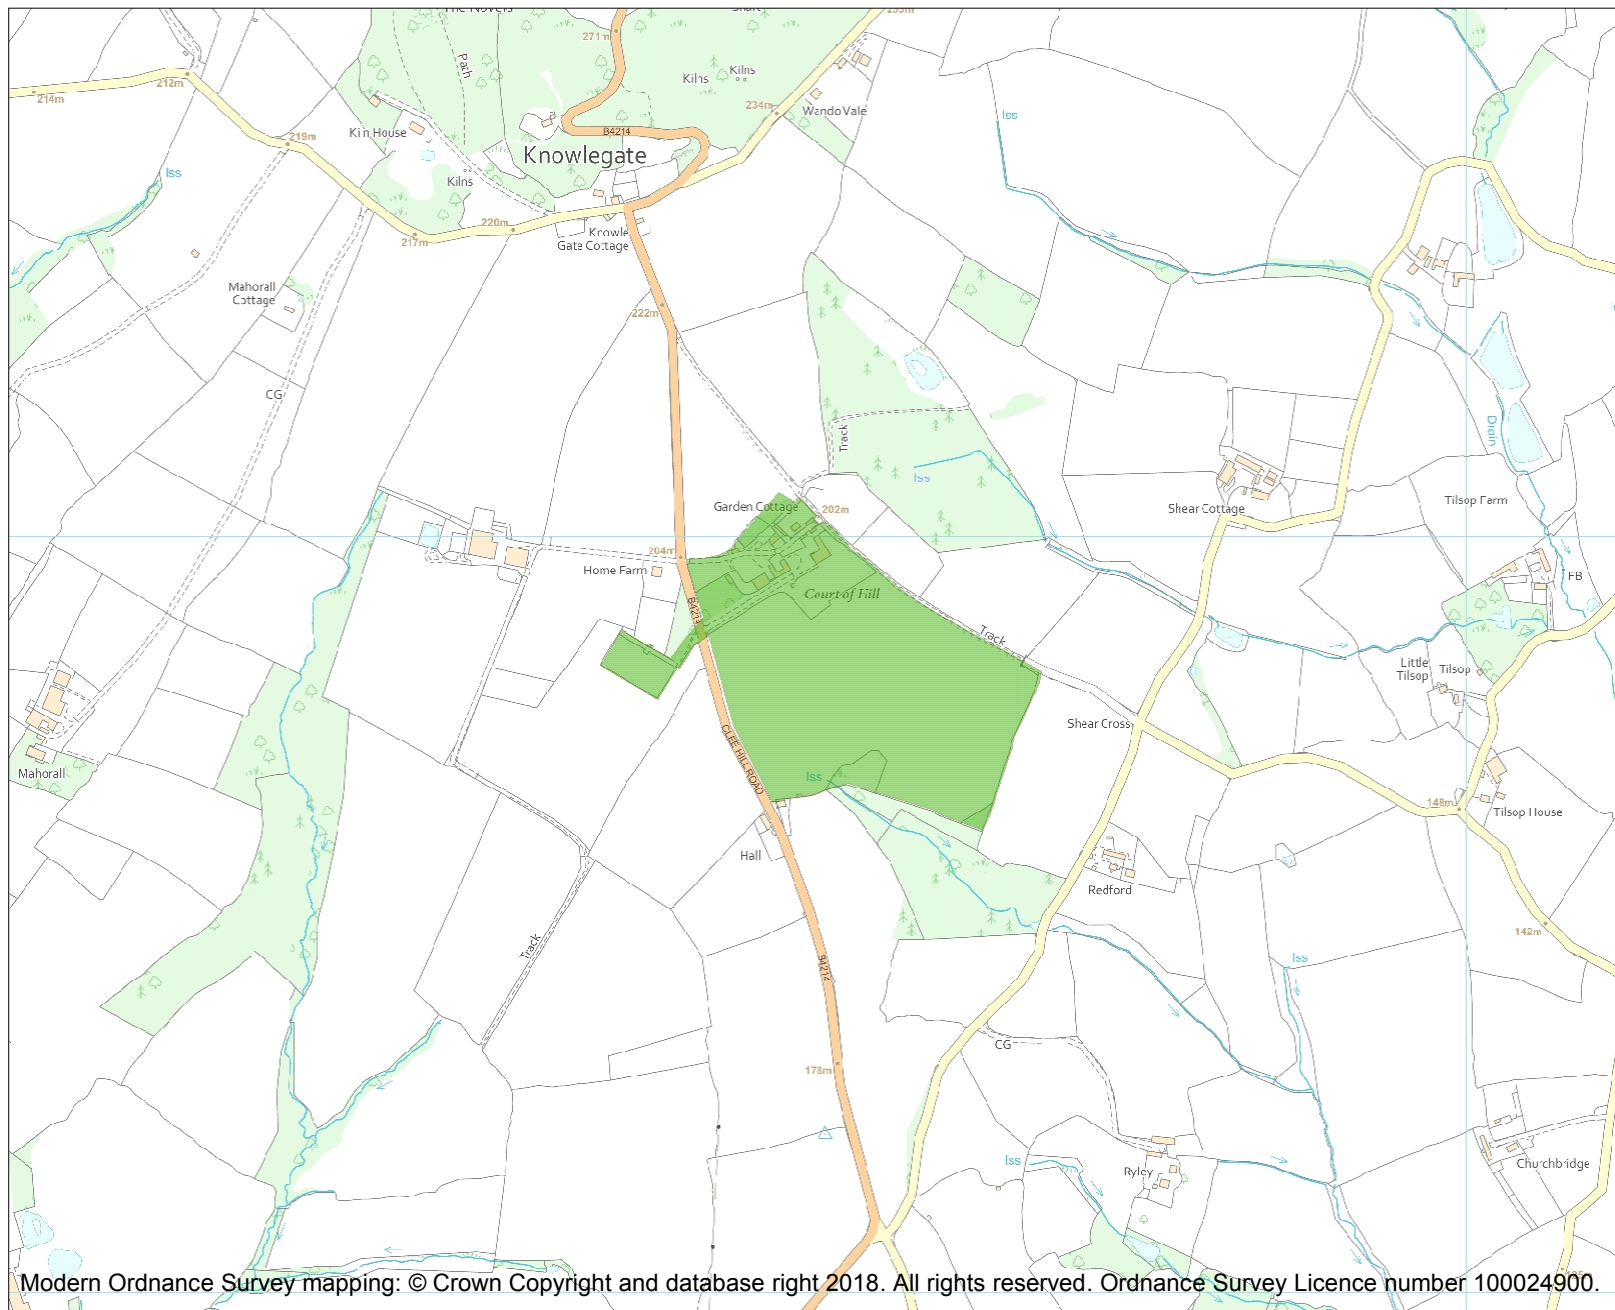 271m
Path
Kilns
Kilns
212m
214m
234m
Wando Vale
Iss
219m
Kiln House
B4214
Knowlegate
Iss
Kilns
220m
217m
Knowle
Gate Cottage
Mahorall
Cottage
222m
CG
Track
Drain
Iss
Garden Cottage
202m
Shear Cottage
Tilsop Farm
204m
Home Farm
FB
Court of Hill
B4214
Track
Little
Tilsop
Tilsop
Shear Cross
CLEE HILL ROAD
Mahorall
Iss
148m
Tilsop House
Hall
Redford
142m
Track
B4214
Iss
CG
178m
Iss
Ryley
Churchbridge
Modern Ordnance Survey mapping: © Crown Copyright and database right 2018. All rights reserved. Ordnance Survey Licence number 100024900.